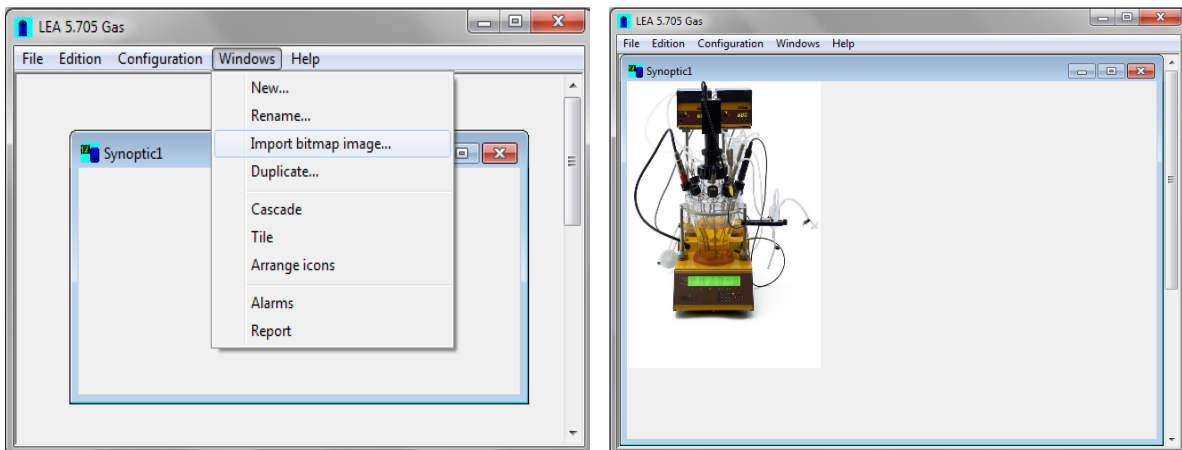 LEA 5.705 Gas
File Edition Configuration Windows Help
New...
Rename...
Import bitmap image...
Duplicate...
Cascade
Tile
Arrange icons
Alarms
Report
Synoptic1
LEA 5.705 Gas
File Edition Configuration Windows Help
Synoptic1